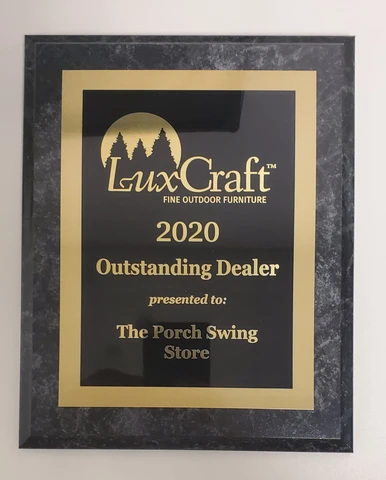 LuxCraft™
FINE OUTDOOR FURNITURE
2020
Outstanding Dealer
presented to:
The Porch Swing
Store